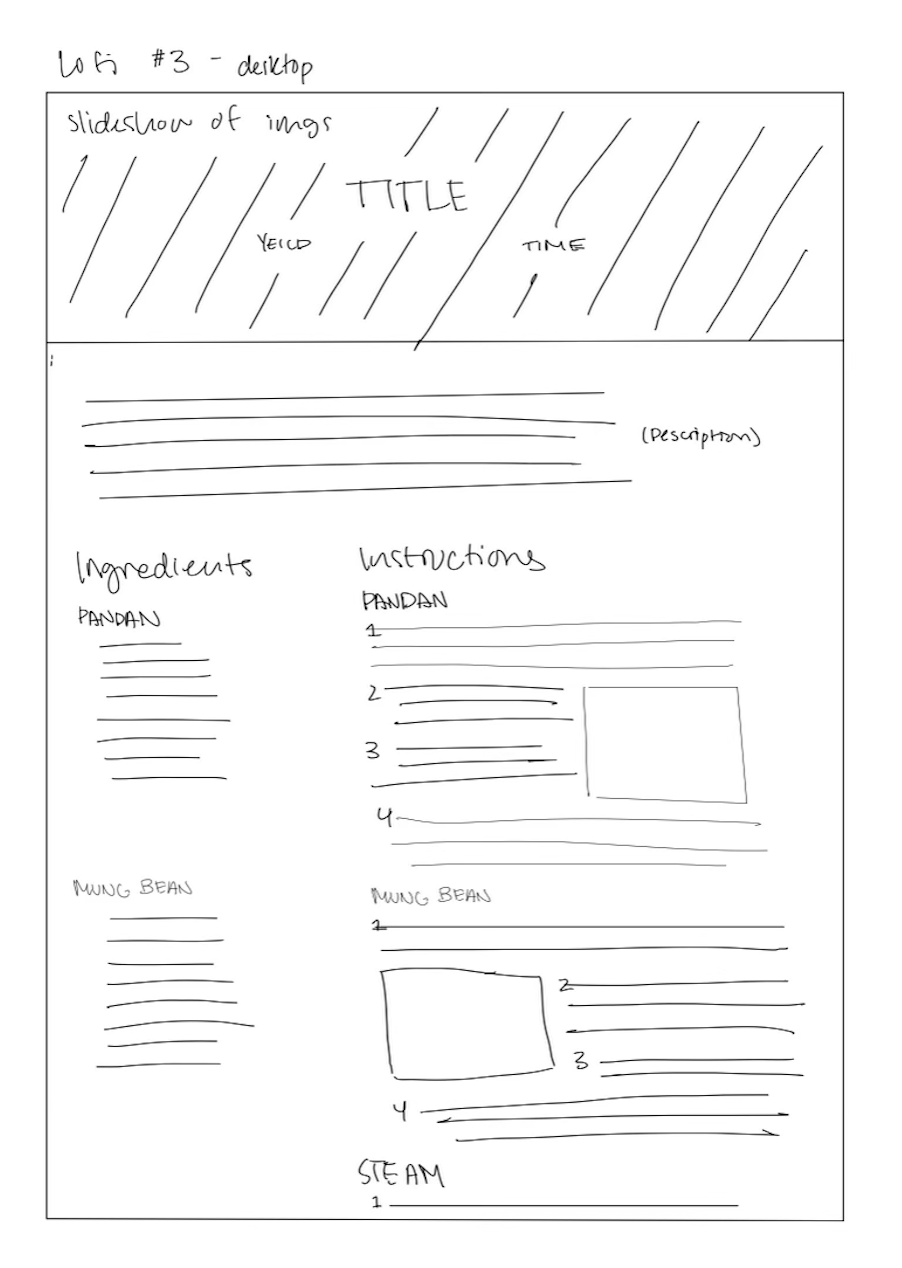 Lofi #3 - desktop
slideshow of imgs
TITLE
YEILD TIME
(Description)
Ingredients
PANDAN
MUNG BEAN
Instructions
PANDAN
1
2
3
4
MUNG BEAN
1
2
3
4
STEAM
1